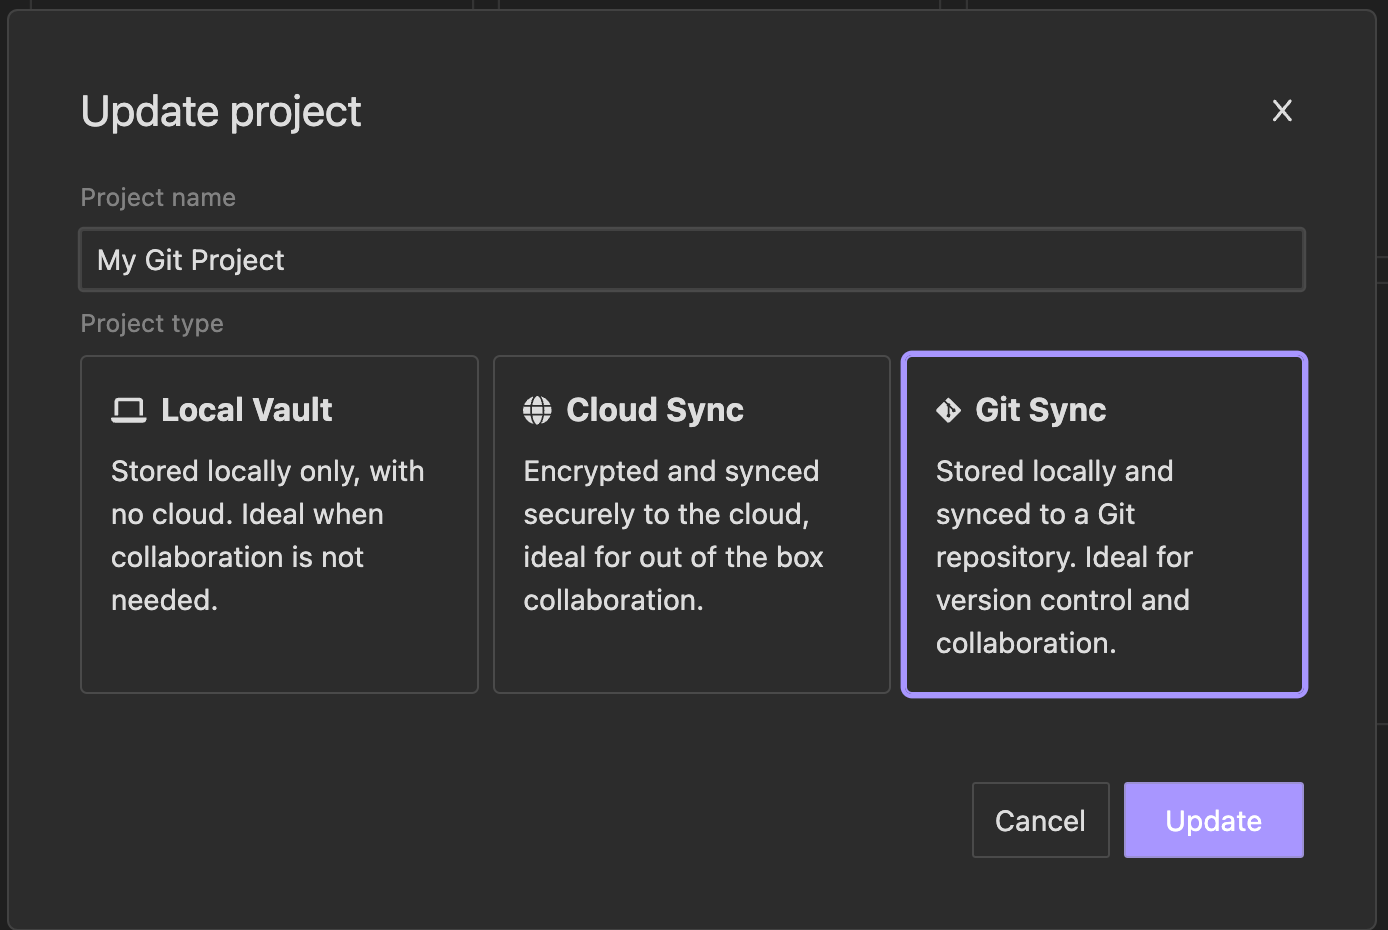 Update project
Project name
My Git Project
Project type
Local Vault
Stored locally only, with
no cloud. Ideal when
collaboration is not
needed.
Cloud Sync
Encrypted and synced
securely to the cloud,
ideal for out of the box
collaboration.
Git Sync
Stored locally and
synced to a Git
repository. Ideal for
version control and
collaboration.
Cancel
Update